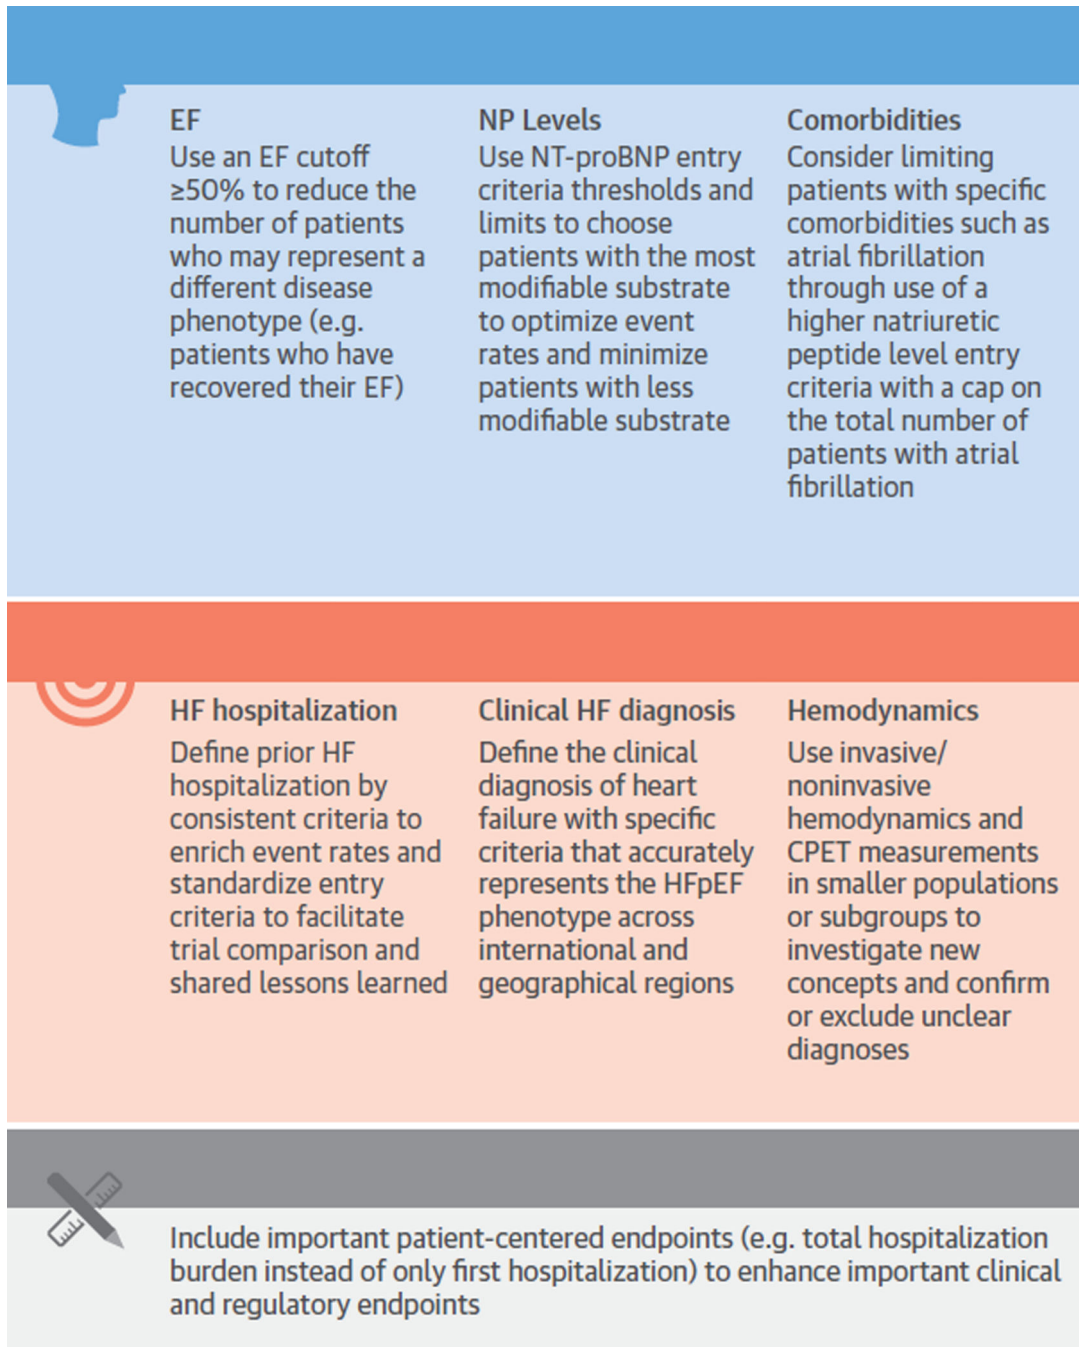 EF
Use an EF cutoff
≥50% to reduce the
number of patients
who may represent a
different disease
phenotype (e.g.
patients who have
recovered their EF)
NP Levels
Use NT-proBNP entry
criteria thresholds and
limits to choose
patients with the most
modifiable substrate
to optimize event
rates and minimize
patients with less
modifiable substrate
Comorbidities
Consider limiting
patients with specific
comorbidities such as
atrial fibrillation
through use of a
higher natriuretic
peptide level entry
criteria with a cap on
the total number of
patients with atrial
fibrillation
HF hospitalization
Define prior HF
hospitalization by
consistent criteria to
enrich event rates and
standardize entry
criteria to facilitate
trial comparison and
shared lessons learned
Clinical HF diagnosis
Define the clinical
diagnosis of heart
failure with specific
criteria that accurately
represents the HFpEF
phenotype across
international and
geographical regions
Hemodynamics
Use invasive/
noninvasive
hemodynamics and
CPET measurements
in smaller populations
or subgroups to
investigate new
concepts and confirm
or exclude unclear
diagnoses
Include important patient-centered endpoints (e.g. total hospitalization
burden instead of only first hospitalization) to enhance important clinical
and regulatory endpoints